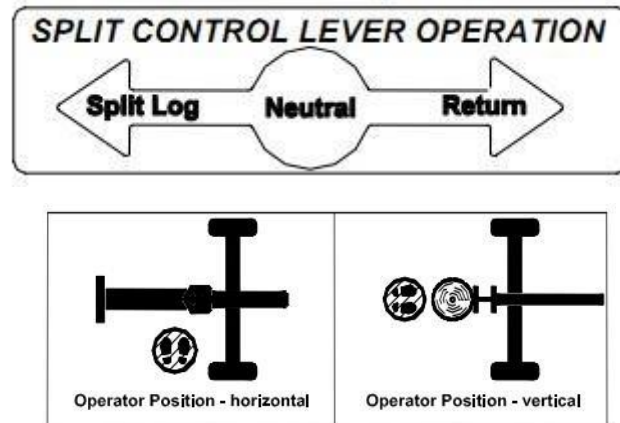 SPLIT CONTROL LEVER OPERATION
Split Log Neutral Return
Operator Position - horizontal
Operator Position - vertical